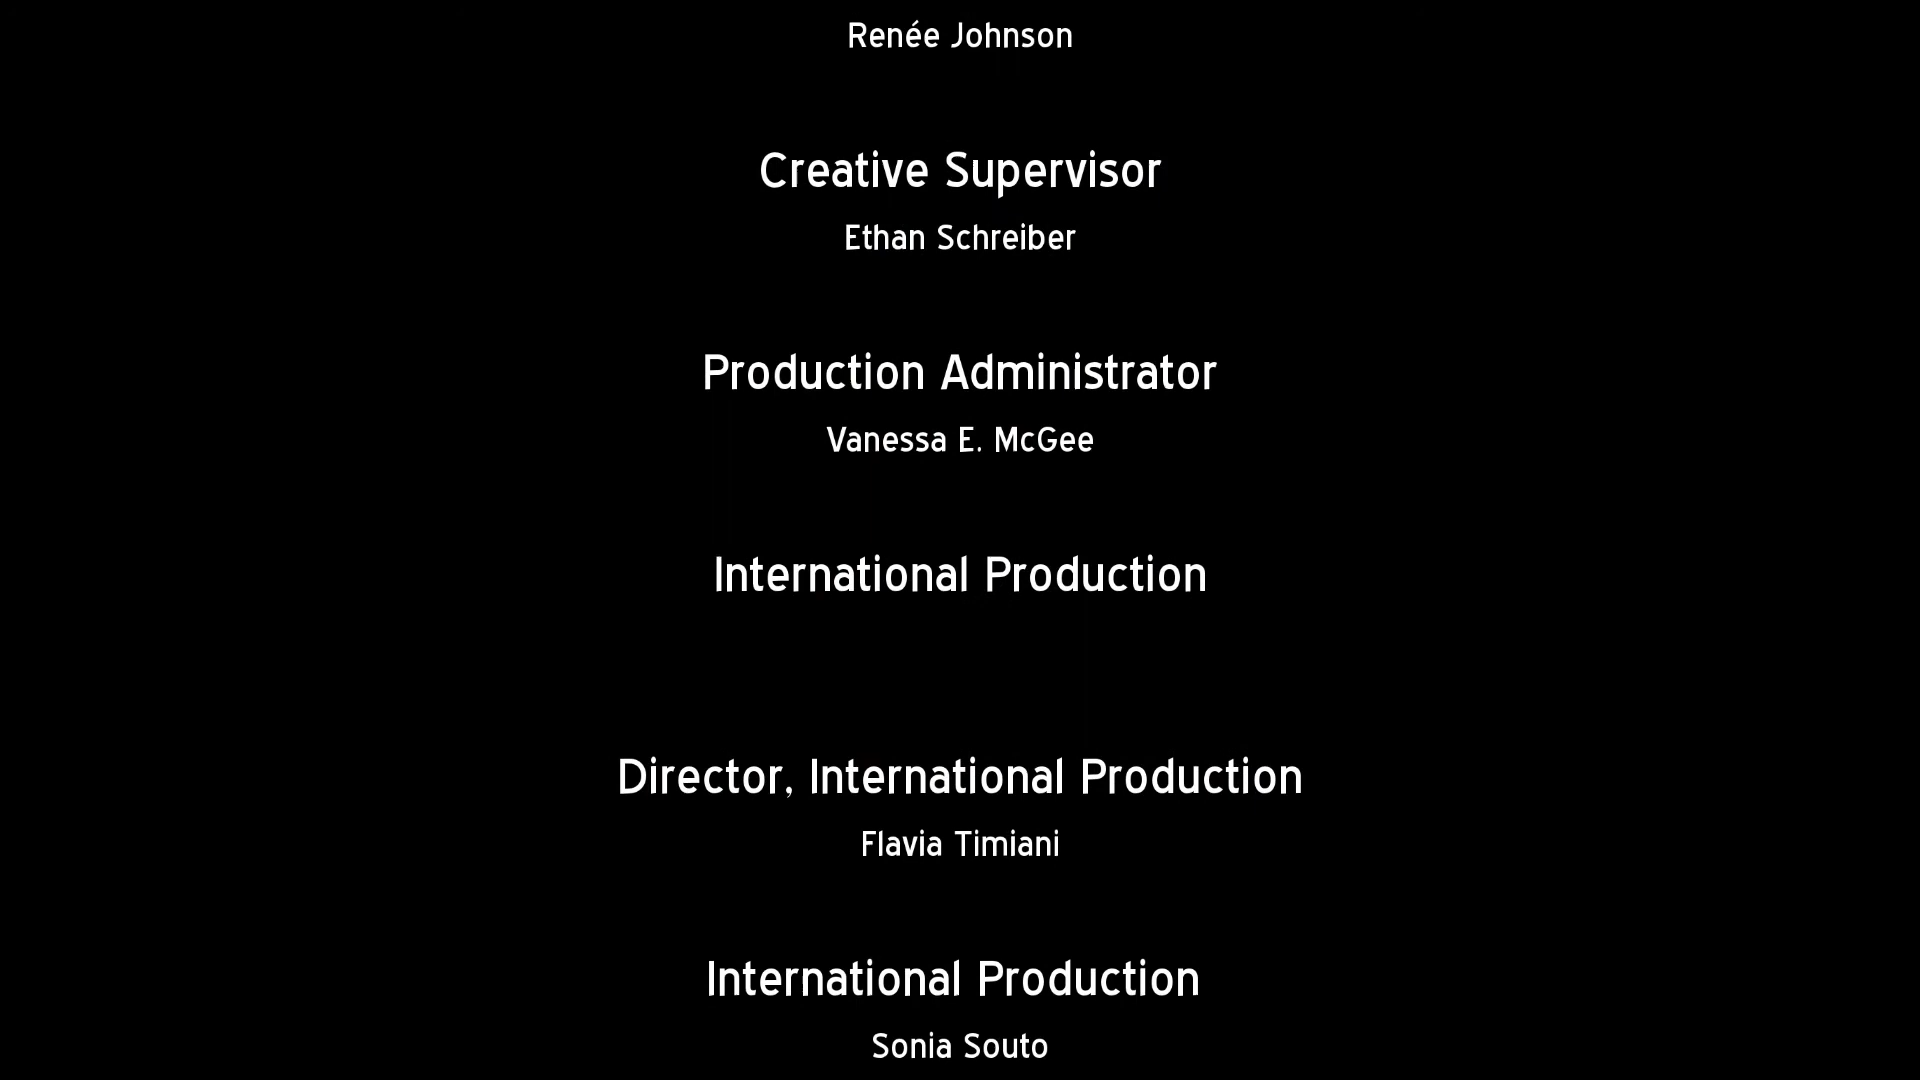 Renée Johnson
Creative Supervisor
Ethan Schreiber
Production Administrator
Vanessa E. McGee
International Production
Director, International Production
Flavia Timiani
International Production
Sonia Souto